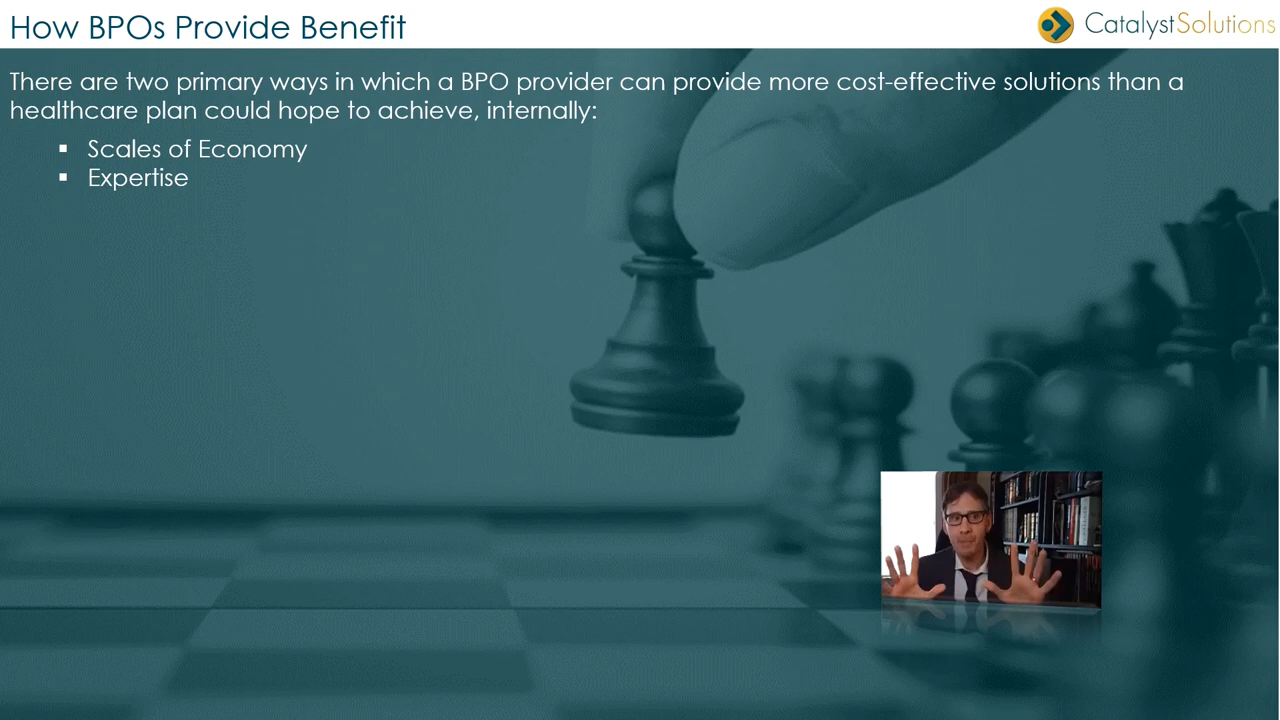 How BPOs Provide Benefit
CatalystSolutions
There are two primary ways in which a BPO provider can provide more cost-effective solutions than a
healthcare plan could hope to achieve, internally:
▪ Scales of Economy
▪ Expertise